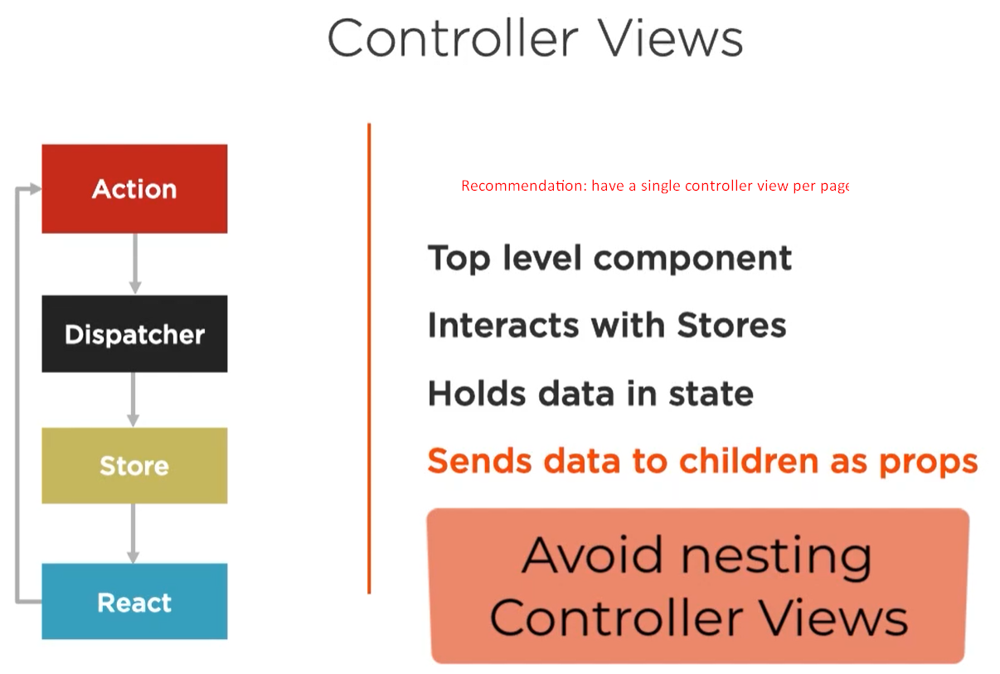 Controller Views
Action
Dispatcher
Store
React
Recommendation: have a single controller view per page
Top level component
Interacts with Stores
Holds data in state
Sends data to children as props
Avoid nesting
Controller Views